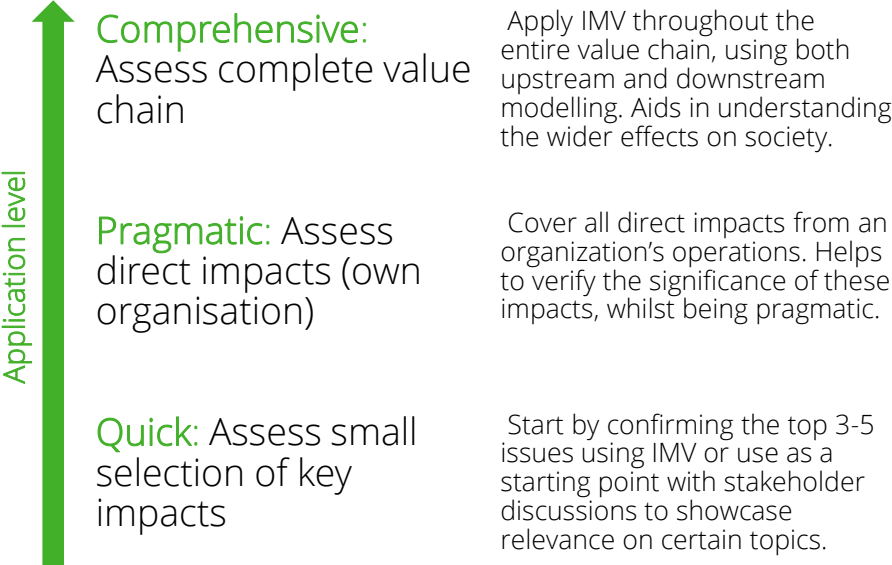 Application level
Comprehensive:
Assess complete value
chain
Apply IMV throughout the
entire value chain, using both
upstream and downstream
modelling. Aids in understanding
the wider effects on society.
Pragmatic: Assess
direct impacts (own
organisation)
Cover all direct impacts from an
organization’s operations. Helps
to verify the significance of these
impacts, whilst being pragmatic.
Quick: Assess small
selection of key
impacts
Start by confirming the top 3-5
issues using IMV or use as a
starting point with stakeholder
discussions to showcase
relevance on certain topics.